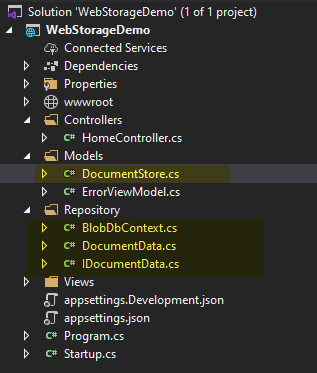 Solution 'WebStorageDemo' (1 of 1 project)
WebStorageDemo
Connected Services
Dependencies
Properties
wwwroot
Controllers
C# HomeController.cs
Models
C# DocumentStore.cs
C# ErrorViewModel.cs
Repository
C# BlobDbContext.cs
C# DocumentData.cs
C# IDocumentData.cs
Views
appsettings.Development.json
appsettings.json
C# Program.cs
C# Startup.cs